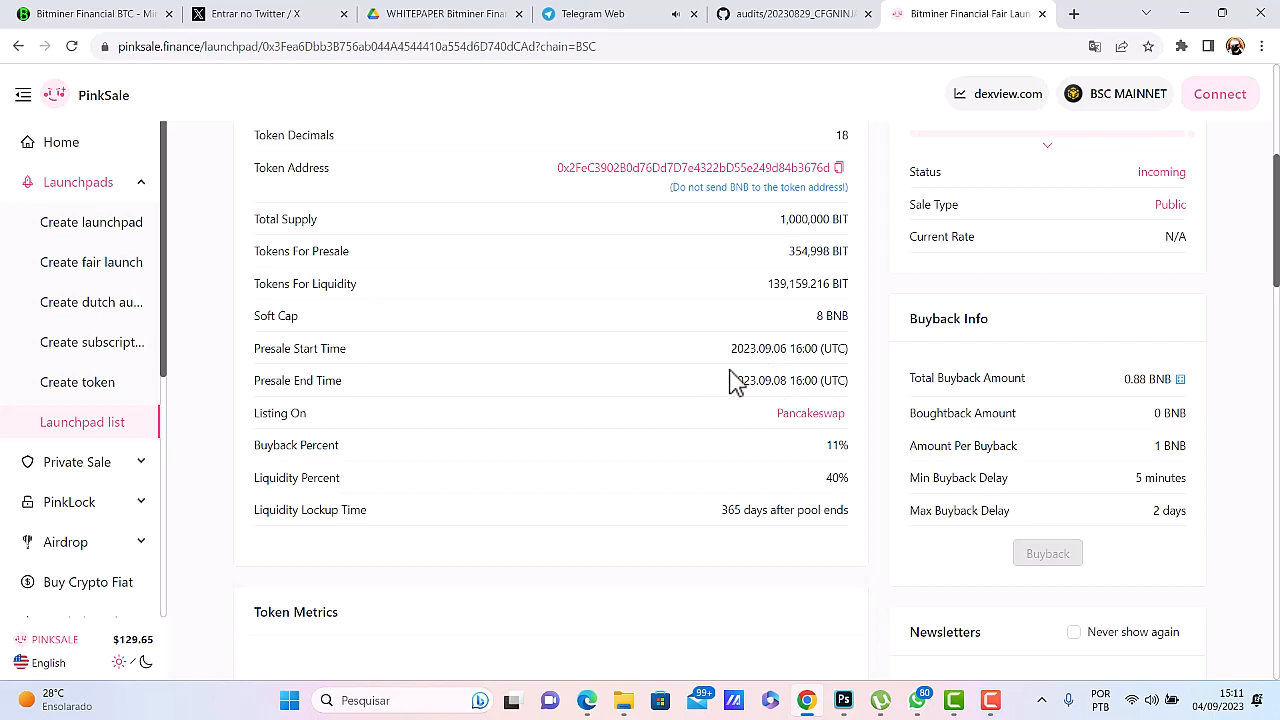 Bitminer Financial BTC - Mi
Entrar no Twitter / X
WHITEPAPER Bitminer Finan
Telegram Web
audits/20230831_CFGNINJA
Bitminer Financial Fair Laun
pinksale.finance/launchpad/0x3Fea6Dbb3B756ab044A4544410a554d6D740dCAd?chain=BSC
PinkSale
dexview.com
BSC MAINNET
Connect
Home
Launchpads
Create launchpad
Create fair launch
Create dutch au...
Create subscript...
Create token
Launchpad list
Private Sale
PinkLock
Airdrop
Buy Crypto Fiat
PINKSALE $129.65
English
Token Decimals 18
Token Address 0x2FeC3902B0d76Dd7D7e4322bD55e249d84b3676d
(Do not send BNB to the token address!)
Total Supply 1,000,000 BIT
Tokens For Presale 354,998 BIT
Tokens For Liquidity 139,159.216 BIT
Soft Cap 8 BNB
Presale Start Time 2023.09.06 16:00 (UTC)
Presale End Time 023.09.08 16:00 (UTC)
Listing On Pancakeswap
Buyback Percent 11%
Liquidity Percent 40%
Liquidity Lockup Time 365 days after pool ends
Token Metrics
Status incoming
Sale Type Public
Current Rate N/A
Buyback Info
Total Buyback Amount 0.88 BNB
Boughtback Amount 0 BNB
Amount Per Buyback 1 BNB
Min Buyback Delay 5 minutes
Max Buyback Delay 2 days
Buyback
Newsletters Never show again
28°C
Ensolarado
Pesquisar
99+
80
POR
PTB
15:11
04/09/2023